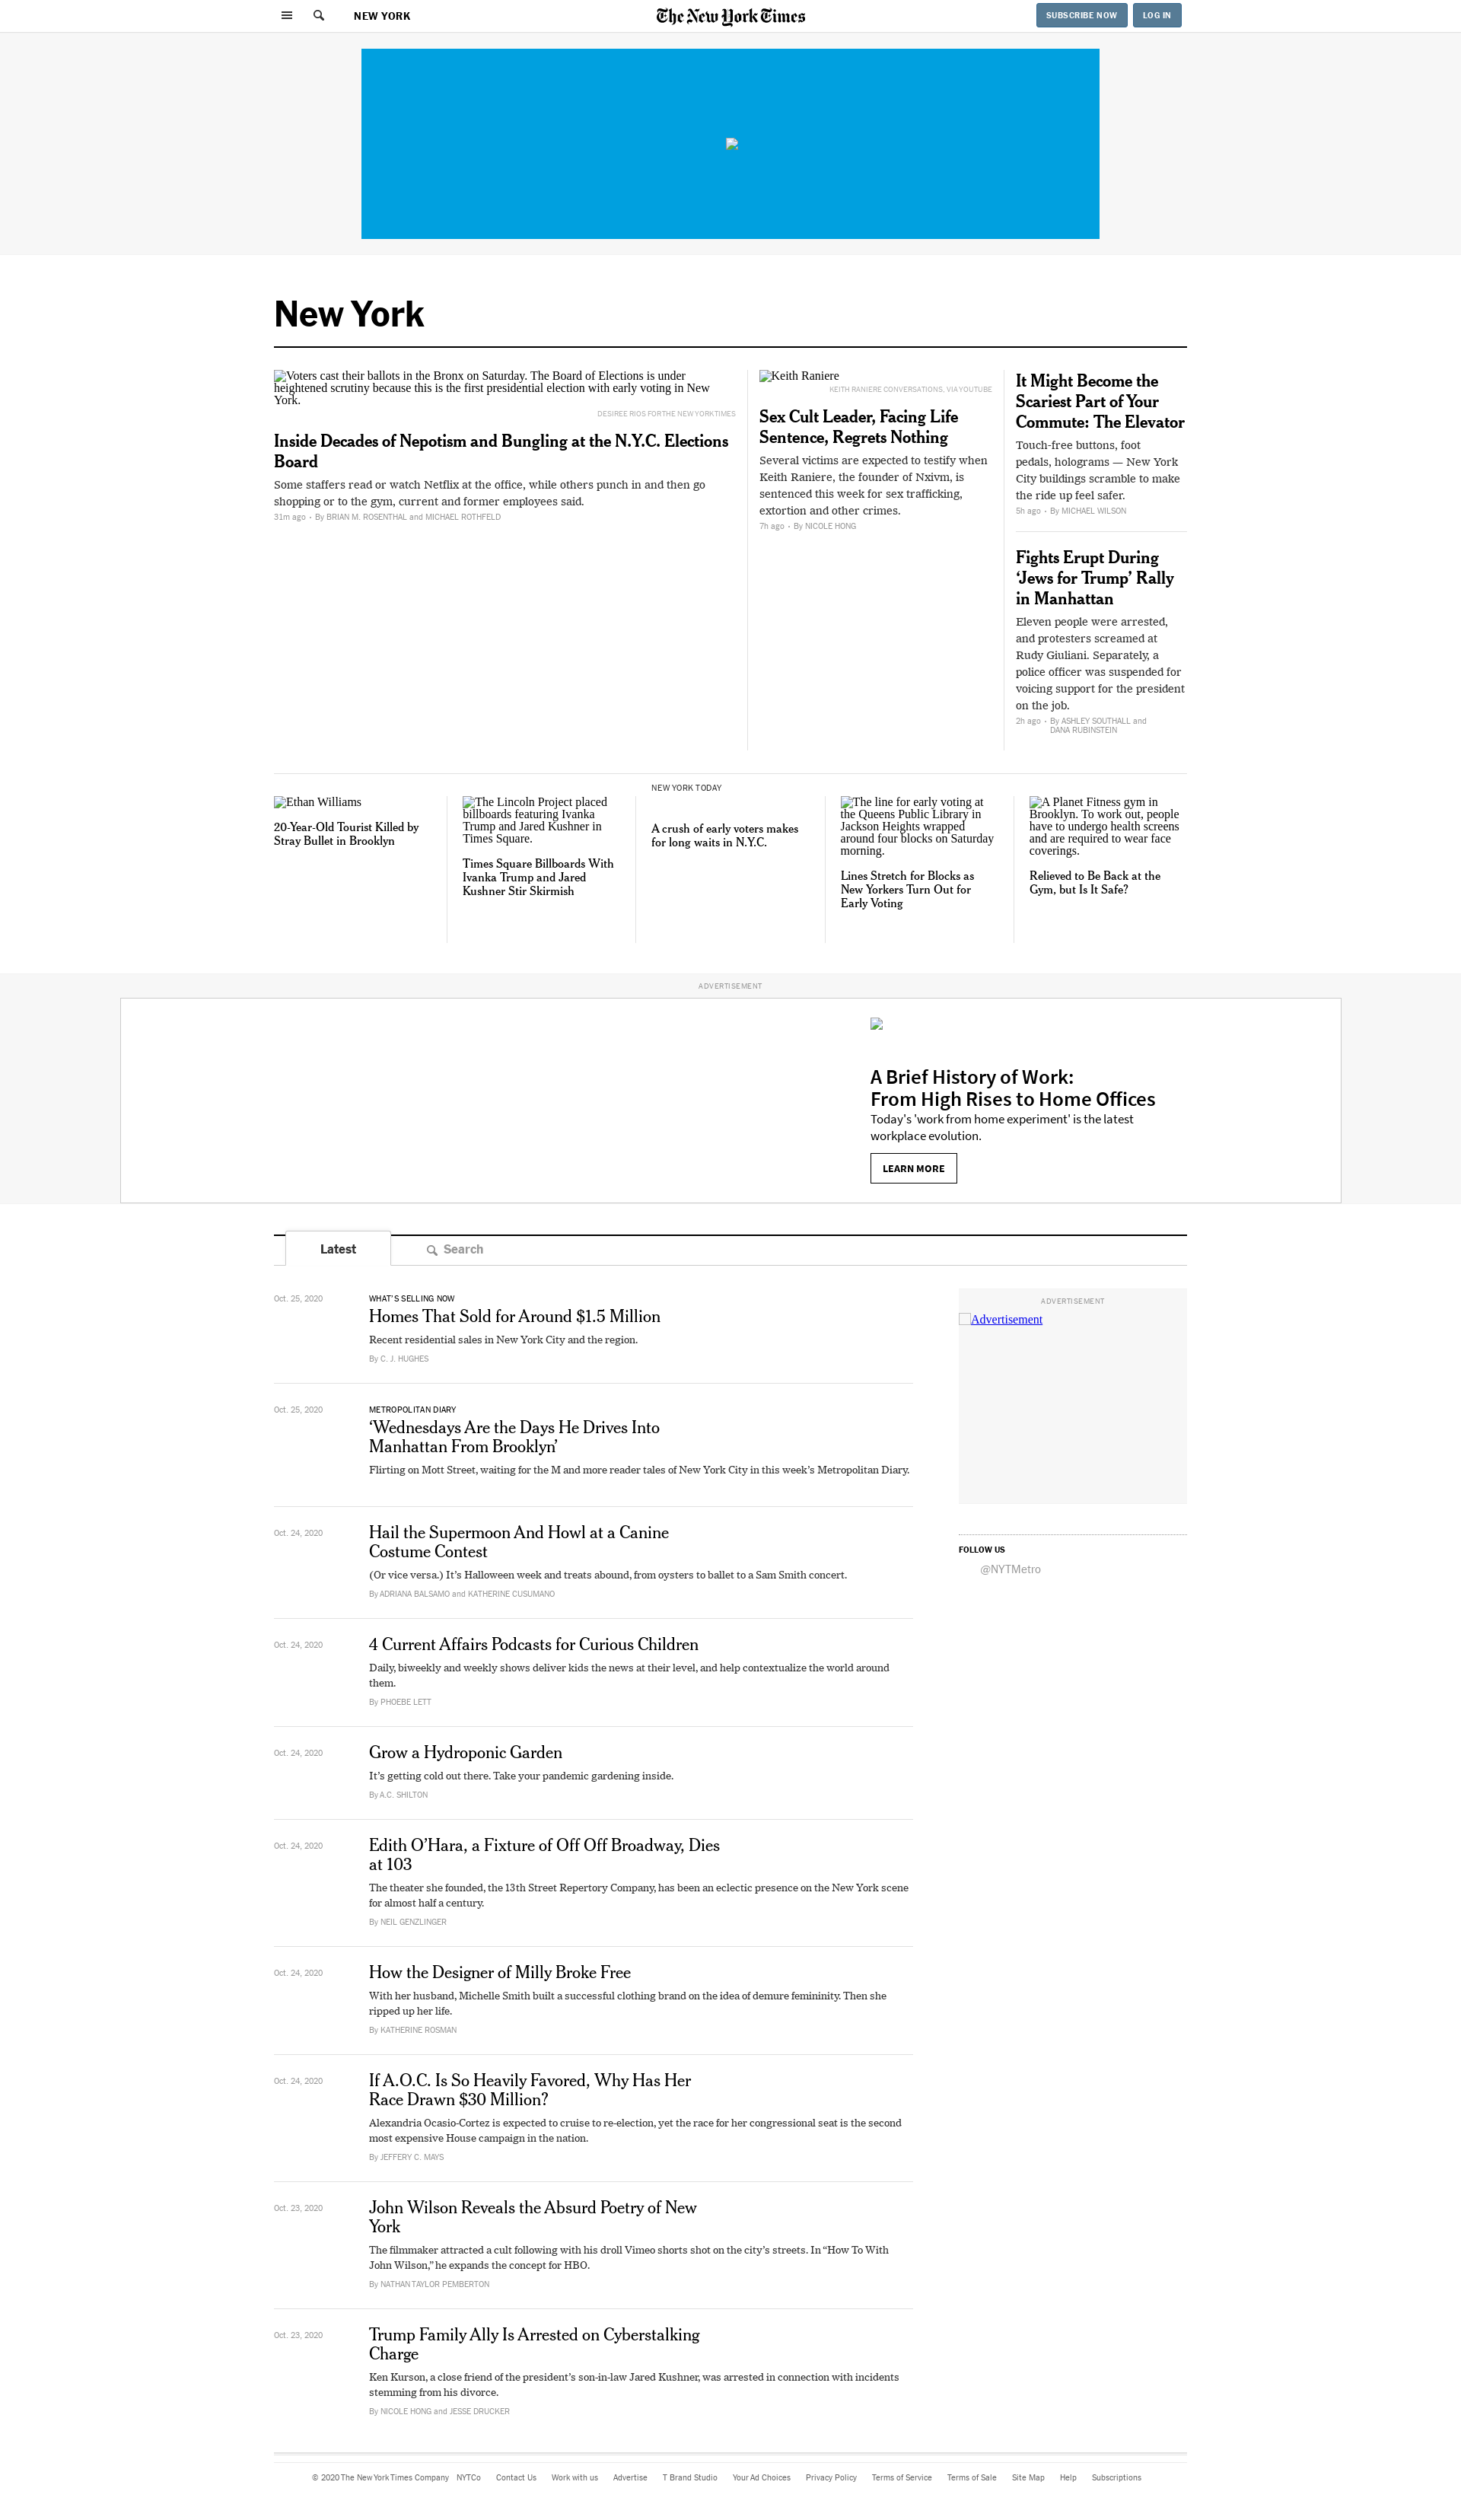 NEW YORK
The New York Times
SUBSCRIBE NOW
LOG IN
New York
Voters cast their ballots in the Bronx on Saturday. The Board of Elections is under
heightened scrutiny because this is the first presidential election with early voting in New
York.
DESIREE RIOS FOR THE NEW YORK TIMES
Inside Decades of Nepotism and Bungling at the N.Y.C. Elections
Board
Some staffers read or watch Netflix at the office, while others punch in and then go
shopping or to the gym, current and former employees said.
31m ago • By BRIAN M. ROSENTHAL and MICHAEL ROTHFELD
Keith Raniere
KEITH RANIERE CONVERSATIONS, VIA YOUTUBE
Sex Cult Leader, Facing Life
Sentence, Regrets Nothing
Several victims are expected to testify when
Keith Raniere, the founder of Nxivm, is
sentenced this week for sex trafficking,
extortion and other crimes.
7h ago • By NICOLE HONG
It Might Become the
Scariest Part of Your
Commute: The Elevator
Touch-free buttons, foot
pedals, holograms — New York
City buildings scramble to make
the ride up feel safer.
5h ago • By MICHAEL WILSON
Fights Erupt During
‘Jews for Trump’ Rally
in Manhattan
Eleven people were arrested,
and protesters screamed at
Rudy Giuliani. Separately, a
police officer was suspended for
voicing support for the president
on the job.
2h ago • By ASHLEY SOUTHALL and
DANA RUBINSTEIN
Ethan Williams
20-Year-Old Tourist Killed by
Stray Bullet in Brooklyn
The Lincoln Project placed
billboards featuring Ivanka
Trump and Jared Kushner in
Times Square.
Times Square Billboards With
Ivanka Trump and Jared
Kushner Stir Skirmish
NEW YORK TODAY
A crush of early voters makes
for long waits in N.Y.C.
The line for early voting at
the Queens Public Library in
Jackson Heights wrapped
around four blocks on Saturday
morning.
Lines Stretch for Blocks as
New Yorkers Turn Out for
Early Voting
A Planet Fitness gym in
Brooklyn. To work out, people
have to undergo health screens
and are required to wear face
coverings.
Relieved to Be Back at the
Gym, but Is It Safe?
ADVERTISEMENT
A Brief History of Work:
From High Rises to Home Offices
Today's 'work from home experiment' is the latest
workplace evolution.
LEARN MORE
Latest
Search
Oct. 25, 2020
WHAT'S SELLING NOW
Homes That Sold for Around $1.5 Million
Recent residential sales in New York City and the region.
By C. J. HUGHES
Oct. 25, 2020
METROPOLITAN DIARY
‘Wednesdays Are the Days He Drives Into
Manhattan From Brooklyn’
Flirting on Mott Street, waiting for the M and more reader tales of New York City in this week’s Metropolitan Diary.
Oct. 24, 2020
Hail the Supermoon And Howl at a Canine
Costume Contest
(Or vice versa.) It’s Halloween week and treats abound, from oysters to ballet to a Sam Smith concert.
By ADRIANA BALSAMO and KATHERINE CUSUMANO
Oct. 24, 2020
4 Current Affairs Podcasts for Curious Children
Daily, biweekly and weekly shows deliver kids the news at their level, and help contextualize the world around
them.
By PHOEBE LETT
Oct. 24, 2020
Grow a Hydroponic Garden
It’s getting cold out there. Take your pandemic gardening inside.
By A.C. SHILTON
Oct. 24, 2020
Edith O’Hara, a Fixture of Off Off Broadway, Dies
at 103
The theater she founded, the 13th Street Repertory Company, has been an eclectic presence on the New York scene
for almost half a century.
By NEIL GENZLINGER
Oct. 24, 2020
How the Designer of Milly Broke Free
With her husband, Michelle Smith built a successful clothing brand on the idea of demure femininity. Then she
ripped up her life.
By KATHERINE ROSMAN
Oct. 24, 2020
If A.O.C. Is So Heavily Favored, Why Has Her
Race Drawn $30 Million?
Alexandria Ocasio-Cortez is expected to cruise to re-election, yet the race for her congressional seat is the second
most expensive House campaign in the nation.
By JEFFERY C. MAYS
Oct. 23, 2020
John Wilson Reveals the Absurd Poetry of New
York
The filmmaker attracted a cult following with his droll Vimeo shorts shot on the city’s streets. In “How To With
John Wilson,” he expands the concept for HBO.
By NATHAN TAYLOR PEMBERTON
Oct. 23, 2020
Trump Family Ally Is Arrested on Cyberstalking
Charge
Ken Kurson, a close friend of the president’s son-in-law Jared Kushner, was arrested in connection with incidents
stemming from his divorce.
By NICOLE HONG and JESSE DRUCKER
ADVERTISEMENT
Advertisement
FOLLOW US
@NYTMetro
© 2020 The New York Times Company NYTCo Contact Us Work with us Advertise T Brand Studio Your Ad Choices Privacy Policy Terms of Service Terms of Sale Site Map Help Subscriptions